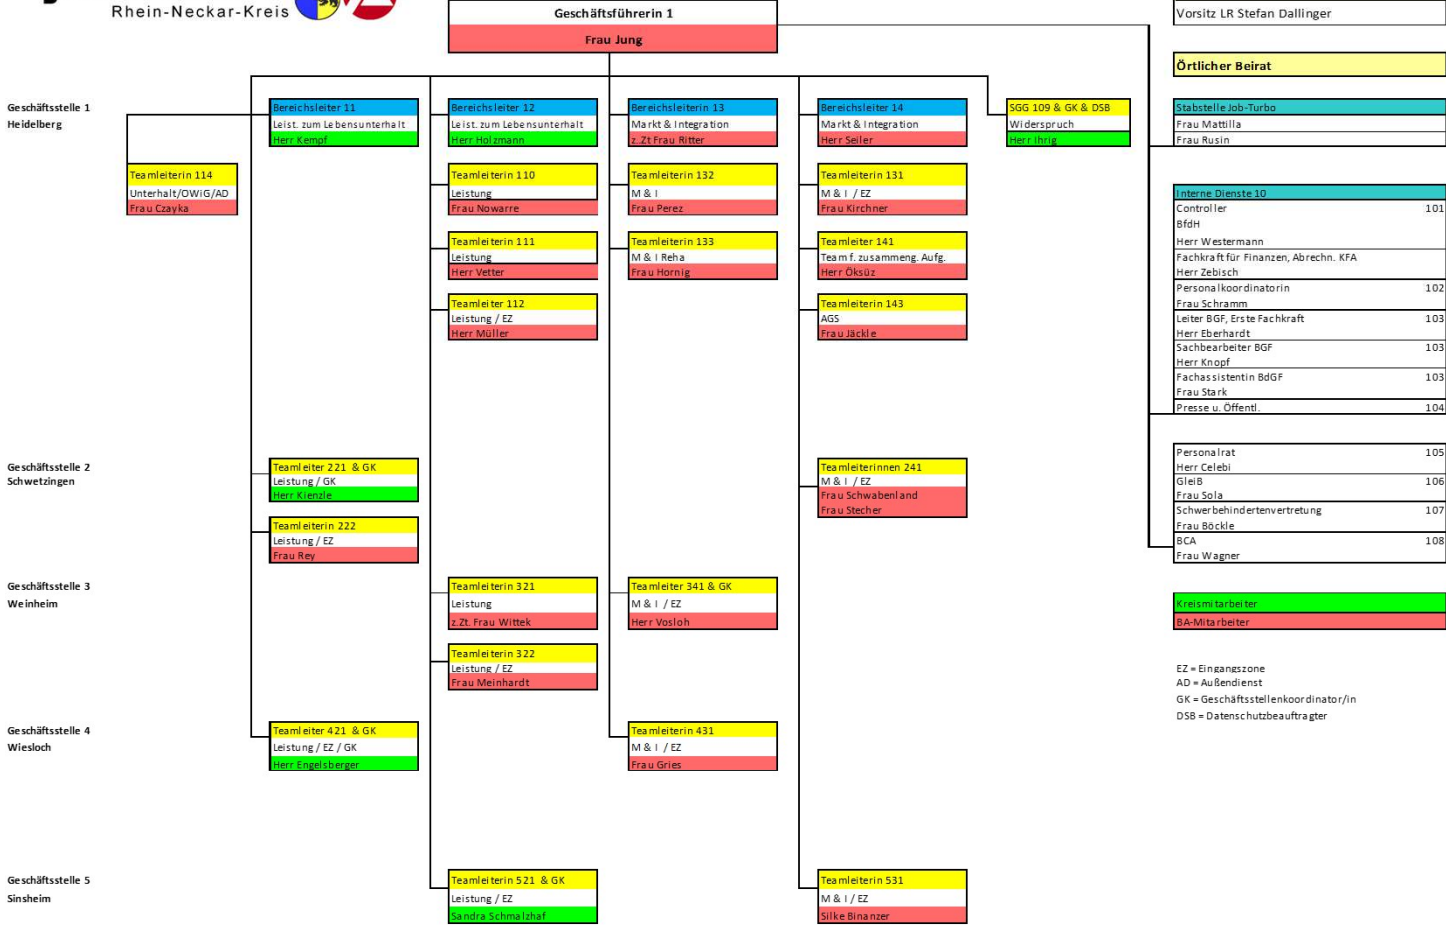 Rhein-Neckar-Kreis
Geschäftsführerin 1
Frau Jung
Vorsitz LR Stefan Dallinger
Örtlicher Beirat
Geschäftsstelle 1
Heidelberg
Bereichsleiter 11
Leist. zum Lebensunterhalt
Herr Kempf
Bereichsleiter 12
Leist. zum Lebensunterhalt
Herr Holzmann
Bereichsleiterin 13
Markt & Integration
z..Zt Frau Ritter
Bereichsleiter 14
Markt & Integration
Herr Seiler
SGG 109 & GK & DSB
Widerspruch
Herr Ihrig
Stabstelle Job-Turbo
Frau Mattilla
Frau Rusin
Teamleiterin 114
Unterhalt/OWiG/AD
Frau Czayka
Teamleiterin 110
Leistung
Frau Nowarre
Teamleiterin 132
M & I
Frau Perez
Teamleiterin 131
M & I / EZ
Frau Kirchner
Teamleiterin 111
Leistung
Herr Vetter
Teamleiterin 133
M & I Reha
Frau Hornig
Teamleiter 141
Team f. zusammeng. Aufg.
Herr Öksüz
Teamleiter 112
Leistung / EZ
Herr Müller
Teamleiterin 143
AGS
Frau Jäckle
Interne Dienste 10
Controller 101
BfdH
Herr Westermann
Fachkraft für Finanzen, Abrechn. KFA
Herr Zebisch
Personalkoordinatorin 102
Frau Schramm
Leiter BGF, Erste Fachkraft 103
Herr Eberhardt
Sachbearbeiter BGF 103
Herr Knopf
Fachassistentin BdGF 103
Frau Stark
Presse u. Öffentl. 104
Geschäftsstelle 2
Schwetzingen
Teamleiter 221 & GK
Leistung / GK
Herr Kienzle
Teamleiterinnen 241
M & I / EZ
Frau Schwabenland
Frau Stecher
Teamleiterin 222
Leistung / EZ
Frau Rey
Personalrat 105
Herr Celebi
GleiB 106
Frau Sola
Schwerbehindertenvertretung 107
Frau Böckle
BCA 108
Frau Wagner
Geschäftsstelle 3
Weinheim
Teamleiterin 321
Leistung
z.Zt. Frau Wittek
Teamleiter 341 & GK
M & I / EZ
Herr Vosloh
Teamleiterin 322
Leistung / EZ
Frau Meinhardt
Kreismitarbeiter
BA-Mitarbeiter
EZ = Eingangszone
AD = Außendienst
GK = Geschäftsstellenkoordinator/in
DSB = Datenschutzbeauftragter
Geschäftsstelle 4
Wiesloch
Teamleiter 421 & GK
Leistung / EZ / GK
Herr Engelsberger
Teamleiterin 431
M & I / EZ
Frau Gries
Geschäftsstelle 5
Sinsheim
Teamleiterin 521 & GK
Leistung / EZ
Sandra Schmalzhaf
Teamleiterin 531
M & I / EZ
Silke Binanzer